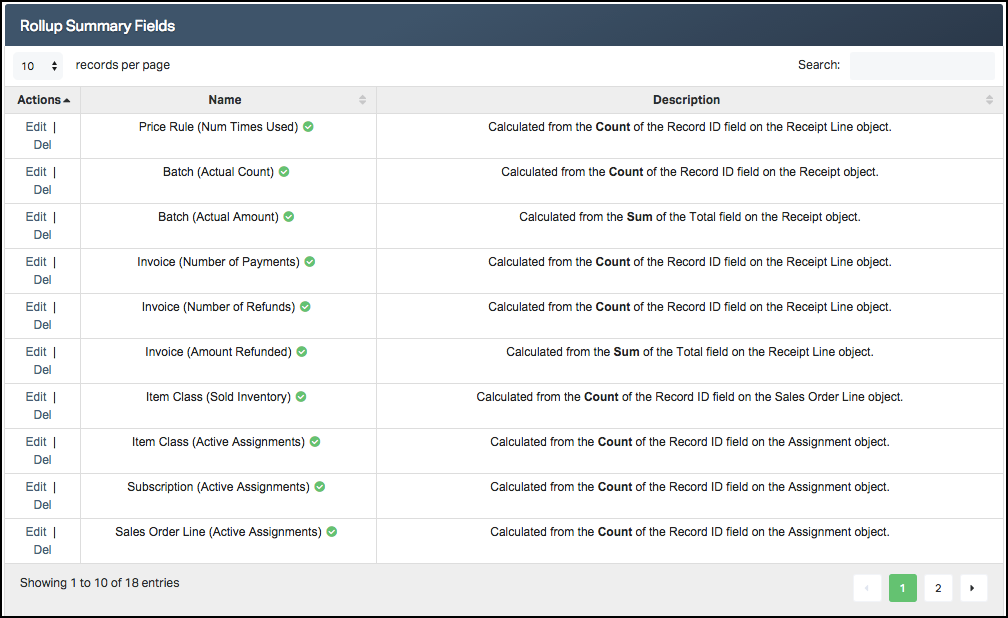 Rollup Summary Fields
10 records per page Search:
Actions Name Description
Edit | Price Rule (Num Times Used) Calculated from the Count of the Record ID field on the Receipt Line object.
Del
Edit | Batch (Actual Count) Calculated from the Count of the Record ID field on the Receipt object.
Del
Edit | Batch (Actual Amount) Calculated from the Sum of the Total field on the Receipt object.
Del
Edit | Invoice (Number of Payments) Calculated from the Count of the Record ID field on the Receipt Line object.
Del
Edit | Invoice (Number of Refunds) Calculated from the Count of the Record ID field on the Receipt Line object.
Del
Edit | Invoice (Amount Refunded) Calculated from the Sum of the Total field on the Receipt Line object.
Del
Edit | Item Class (Sold Inventory) Calculated from the Count of the Record ID field on the Sales Order Line object.
Del
Edit | Item Class (Active Assignments) Calculated from the Count of the Record ID field on the Assignment object.
Del
Edit | Subscription (Active Assignments) Calculated from the Count of the Record ID field on the Assignment object.
Del
Edit | Sales Order Line (Active Assignments) Calculated from the Count of the Record ID field on the Assignment object.
Del
Showing 1 to 10 of 18 entries 1 2